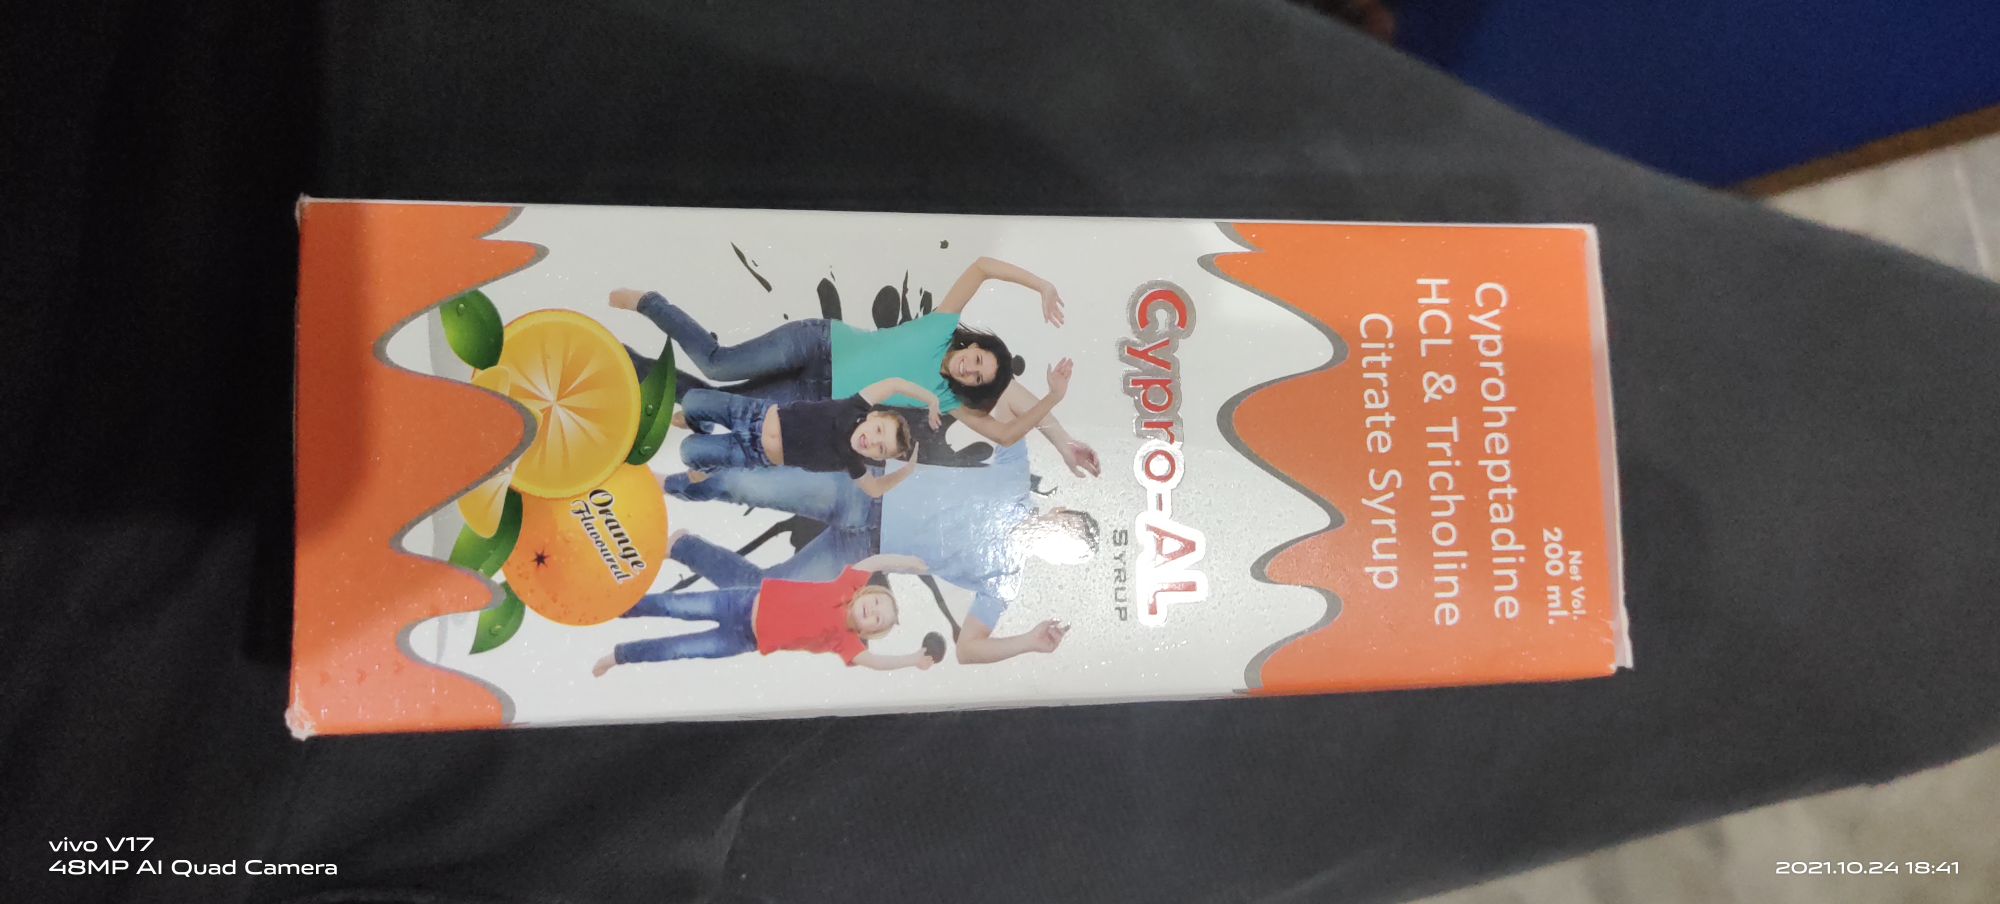 Net Vol.
200 ml.
Cyproheptadine
HCL & Tricholine
Citrate Syrup
Cypro-AL
SYRUP
Orange
Flavoured
vivo V17
48MP AI Quad Camera
2021.10.24 18:41